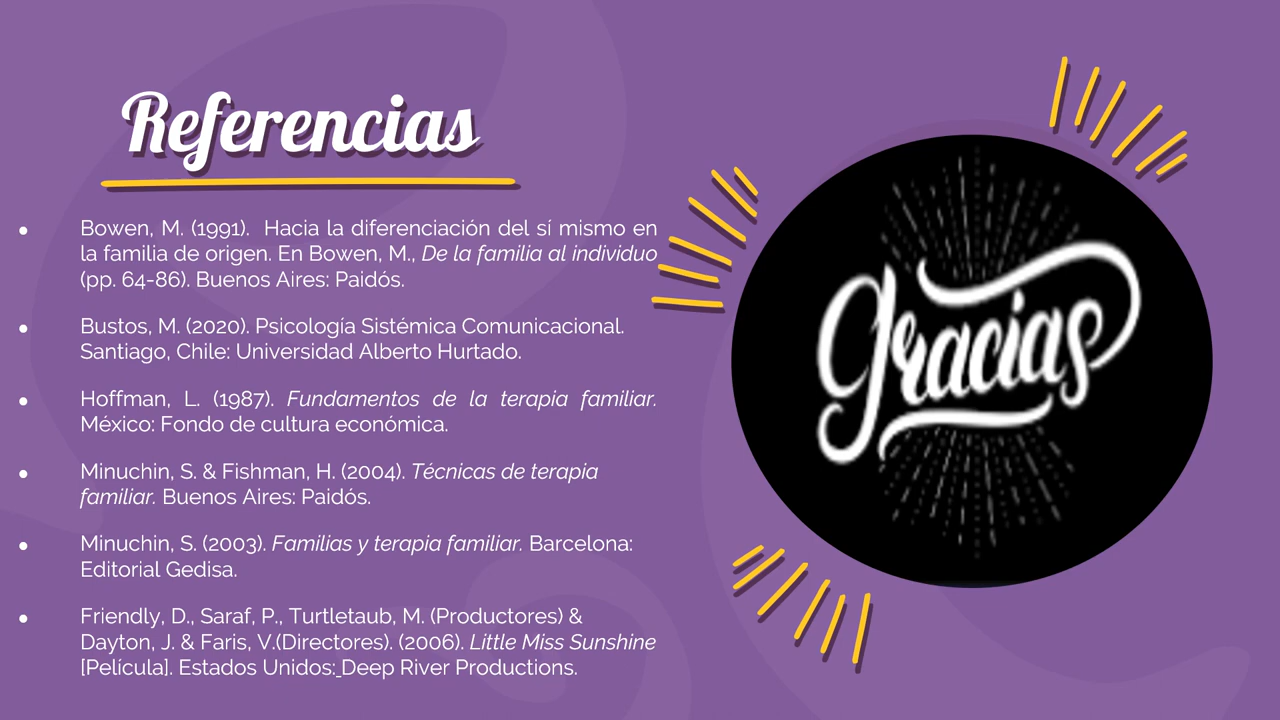 Referencias
• Bowen, M. (1991).  Hacia la diferenciación del sí mismo en
la familia de origen. En Bowen, M., De la familia al individuo
(pp. 64-86). Buenos Aires: Paidós.
• Bustos, M. (2020). Psicología Sistémica Comunicacional.
Santiago, Chile: Universidad Alberto Hurtado.
• Hoffman, L. (1987). Fundamentos de la terapia familiar.
México: Fondo de cultura económica.
• Minuchin, S. & Fishman, H. (2004). Técnicas de terapia
familiar. Buenos Aires: Paidós.
• Minuchin, S. (2003). Familias y terapia familiar. Barcelona:
Editorial Gedisa.
• Friendly, D., Saraf, P., Turtletaub, M. (Productores) &
Dayton, J. & Faris, V.(Directores). (2006). Little Miss Sunshine
[Película]. Estados Unidos: Deep River Productions.
gracias